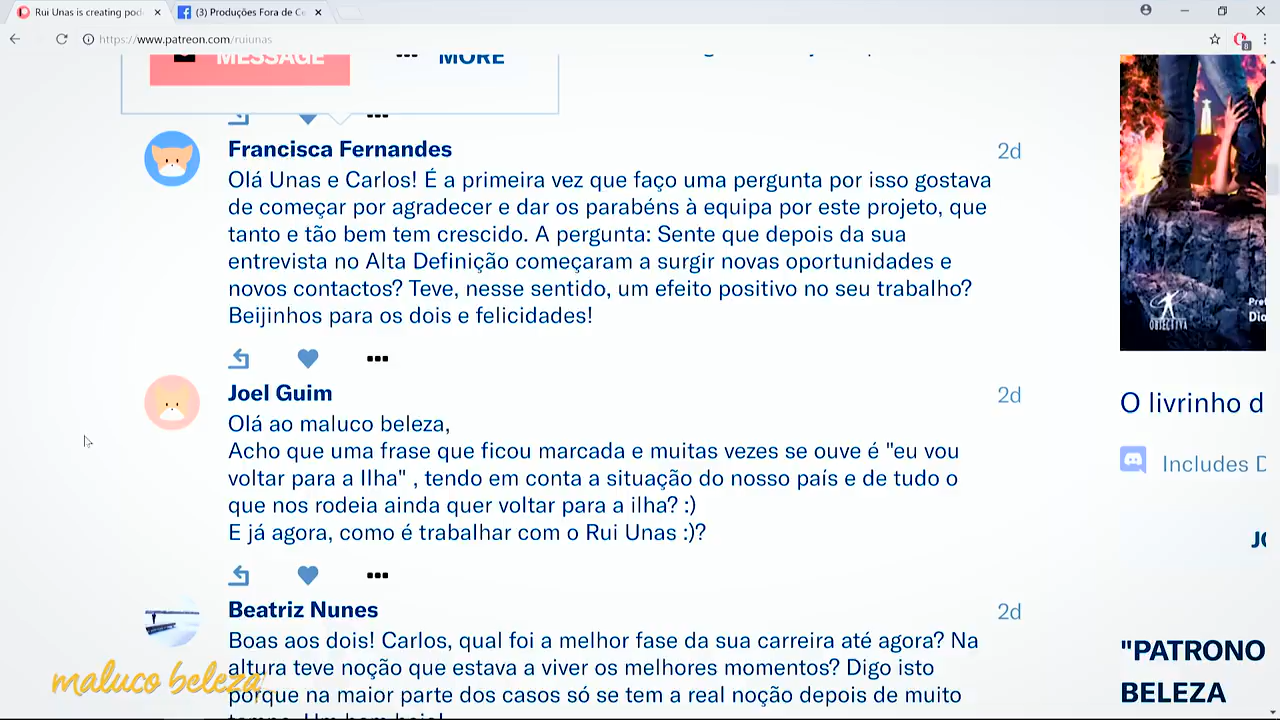 Rui Unas is creating pod
(3) Produções Fora de Ce
https://www.patreon.com/ruiunas
MESSAGE
MORE
Francisca Fernandes
2d
Olá Unas e Carlos! É a primeira vez que faço uma pergunta por isso gostava
de começar por agradecer e dar os parabéns à equipa por este projeto, que
tanto e tão bem tem crescido. A pergunta: Sente que depois da sua
entrevista no Alta Definição começaram a surgir novas oportunidades e
novos contactos? Teve, nesse sentido, um efeito positivo no seu trabalho?
Beijinhos para os dois e felicidades!
OBJECTIVA
Joel Guim
2d
Olá ao maluco beleza,
Acho que uma frase que ficou marcada e muitas vezes se ouve é "eu vou
voltar para a Ilha" , tendo em conta a situação do nosso país e de tudo o
que nos rodeia ainda quer voltar para a ilha? :)
E já agora, como é trabalhar com o Rui Unas :)?
O livrinho d
Includes D
Beatriz Nunes
2d
Boas aos dois! Carlos, qual foi a melhor fase da sua carreira até agora? Na
altura teve noção que estava a viver os melhores momentos? Digo isto
porque na maior parte dos casos só se tem a real noção depois de muito
"PATRONO
BELEZA
maluco beleza